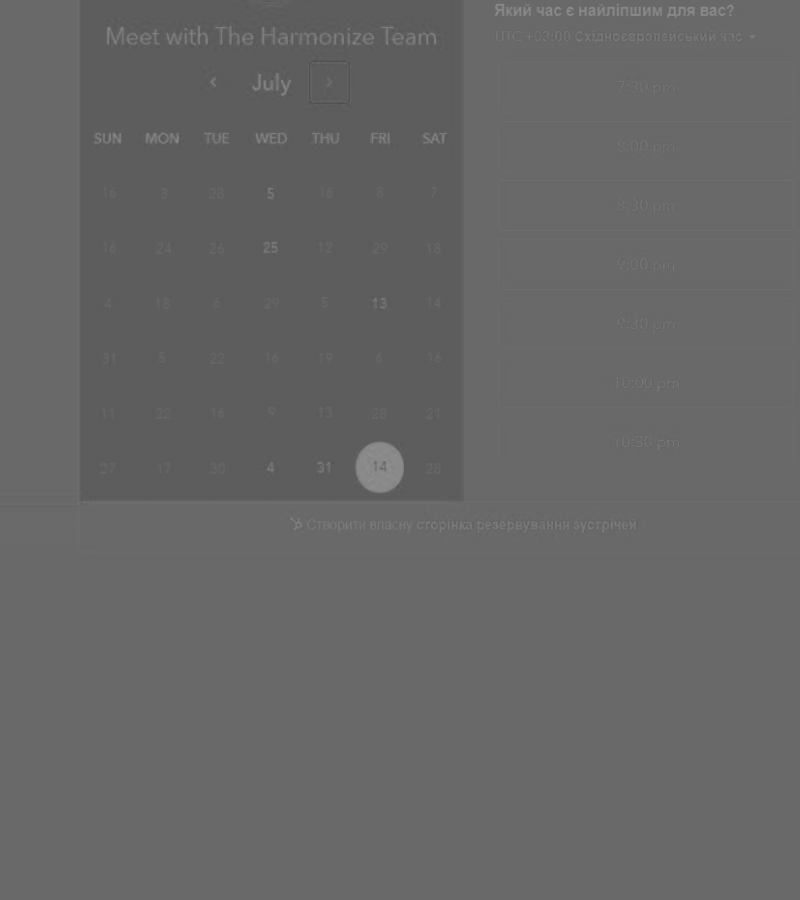 Meet with The Harmonize Team
July
SUN MON TUE WED THU FRI SAT
16 3 28 5 16 8 7
16 24 26 25 12 29 18
4 18 6 29 5 13 14
31 5 22 16 19 6 16
11 22 16 9 13 28 21
27 17 30 4 31 14 28
Який час є найліпшим для вас?
UTC +02:00 Східноєвропейський час
7:30 pm
8:00 pm
8:30 pm
9:00 pm
9:30 pm
10:00 pm
10:30 pm
Створити власну сторінка резервування зустрічей